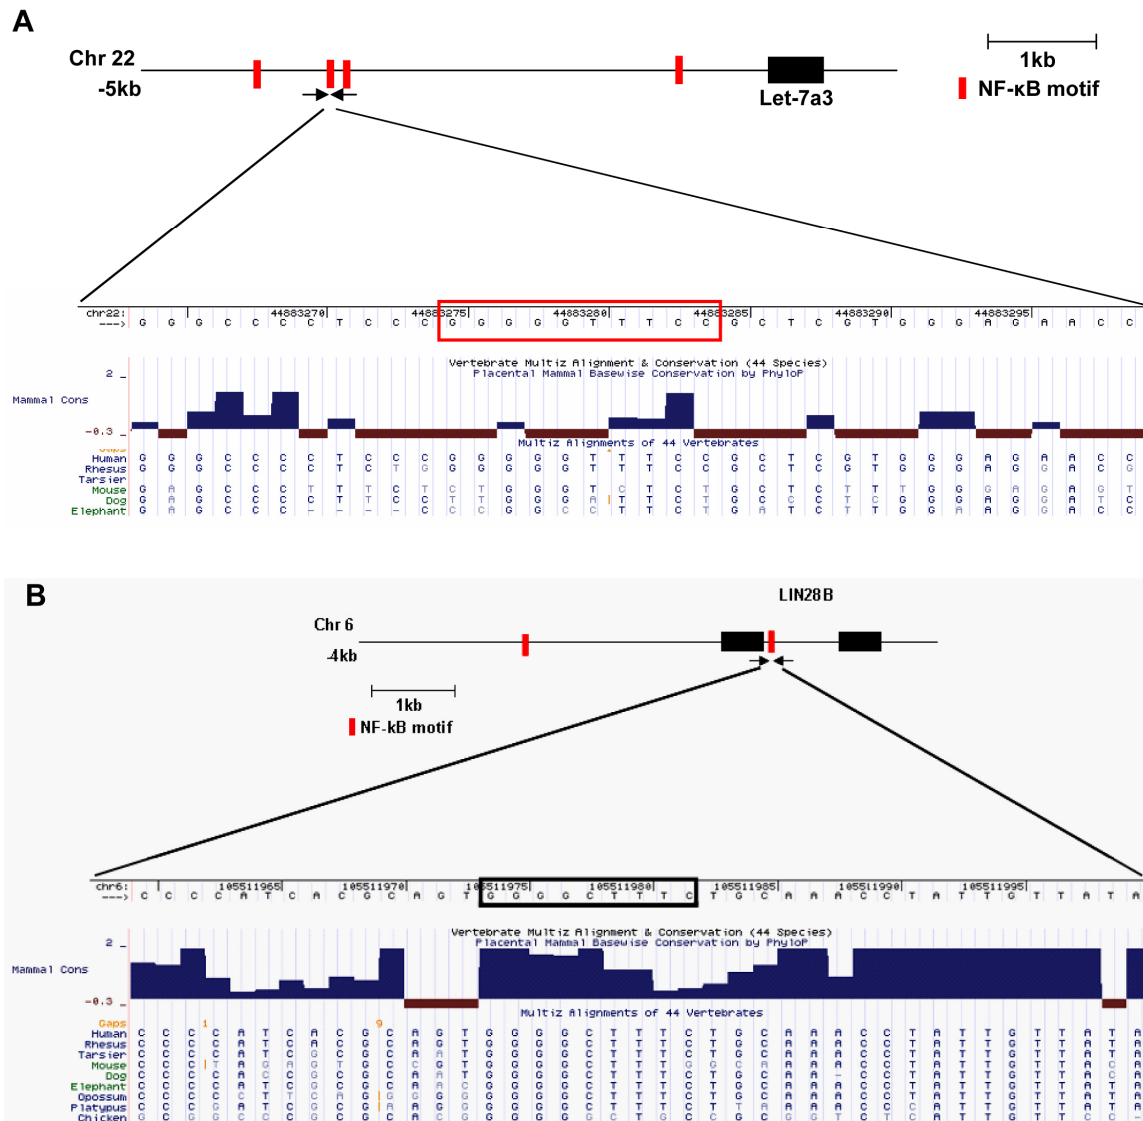 A
Chr 22
-5kb
Let-7a3
1kb
NF-κB motif
chr22: 44883270 44883275 44883280 44883285 44883290 44883295
---> G G G C C C C T C C C G G G G G T T T C C G C T C G T G G G A G A A C C
Vertebrate Multiz Alignment & Conservation (44 Species)
Placental Mammal Basewise Conservation by PhyloP
2 _
Mammal Cons
-0.3 _
Multiz Alignments of 44 Vertebrates
Human G G G C C C C T C C C G G G G G T T T C C G C T C G T G G G A G A A C C
Rhesus G G G C C C C T C T G G G G G G T T T C C G C T C G T G G G A G G A C C
Tarsier
Mouse G A G C C C T T T C T C T G G G T C T C T G C T C T T T G G G A G A G T
Dog G A G C C C C T T C C T T G G G A T T C T G C C T C T G G G A G G A T C
Elephant G A G C C C - - - - C C C G G C C T T C T G A T C T T G G A A G G A C C
B
LIN28B
Chr 6
-4kb
1kb
NF-kB motif
chr6: 105511965 105511970 105511975 105511980 105511985 105511990 105511995
---> C C C C A T C A C G C A G T G G G G C T T T C T G C A A A C C T A T T G T T A T A
Vertebrate Multiz Alignment & Conservation (44 Species)
Placental Mammal Basewise Conservation by PhyloP
2 _
Mammal Cons
-0.3 _
Multiz Alignments of 44 Vertebrates
Gaps 1 9
Human C C C C A T C A C G C A G T G G G G C T T T C T G C A A A C C T A T T G T T A T A
Rhesus C C C C A T C A C G C A G T G G G G C T T T C T G C A A A C C T A T T G T T A T A
Tarsier C C C C A T C G C G C A A T G G G G C T T T C T G C A A A C C T A T T G T T A T A
Mouse C C C T A G A G T G C C G T G G G G C T T T G G C A A A A C C T A T T G T T A T A
Dog C C C C A C C G C G C A A T G G G G C T T T C T G C A A - C C T A T T G T T A C A
Elephant C C C C A T C G C G C A A C G G G G C T T T C T G C A A A C C T A T T G T T A T A
Opossum
Platypus
Chicken